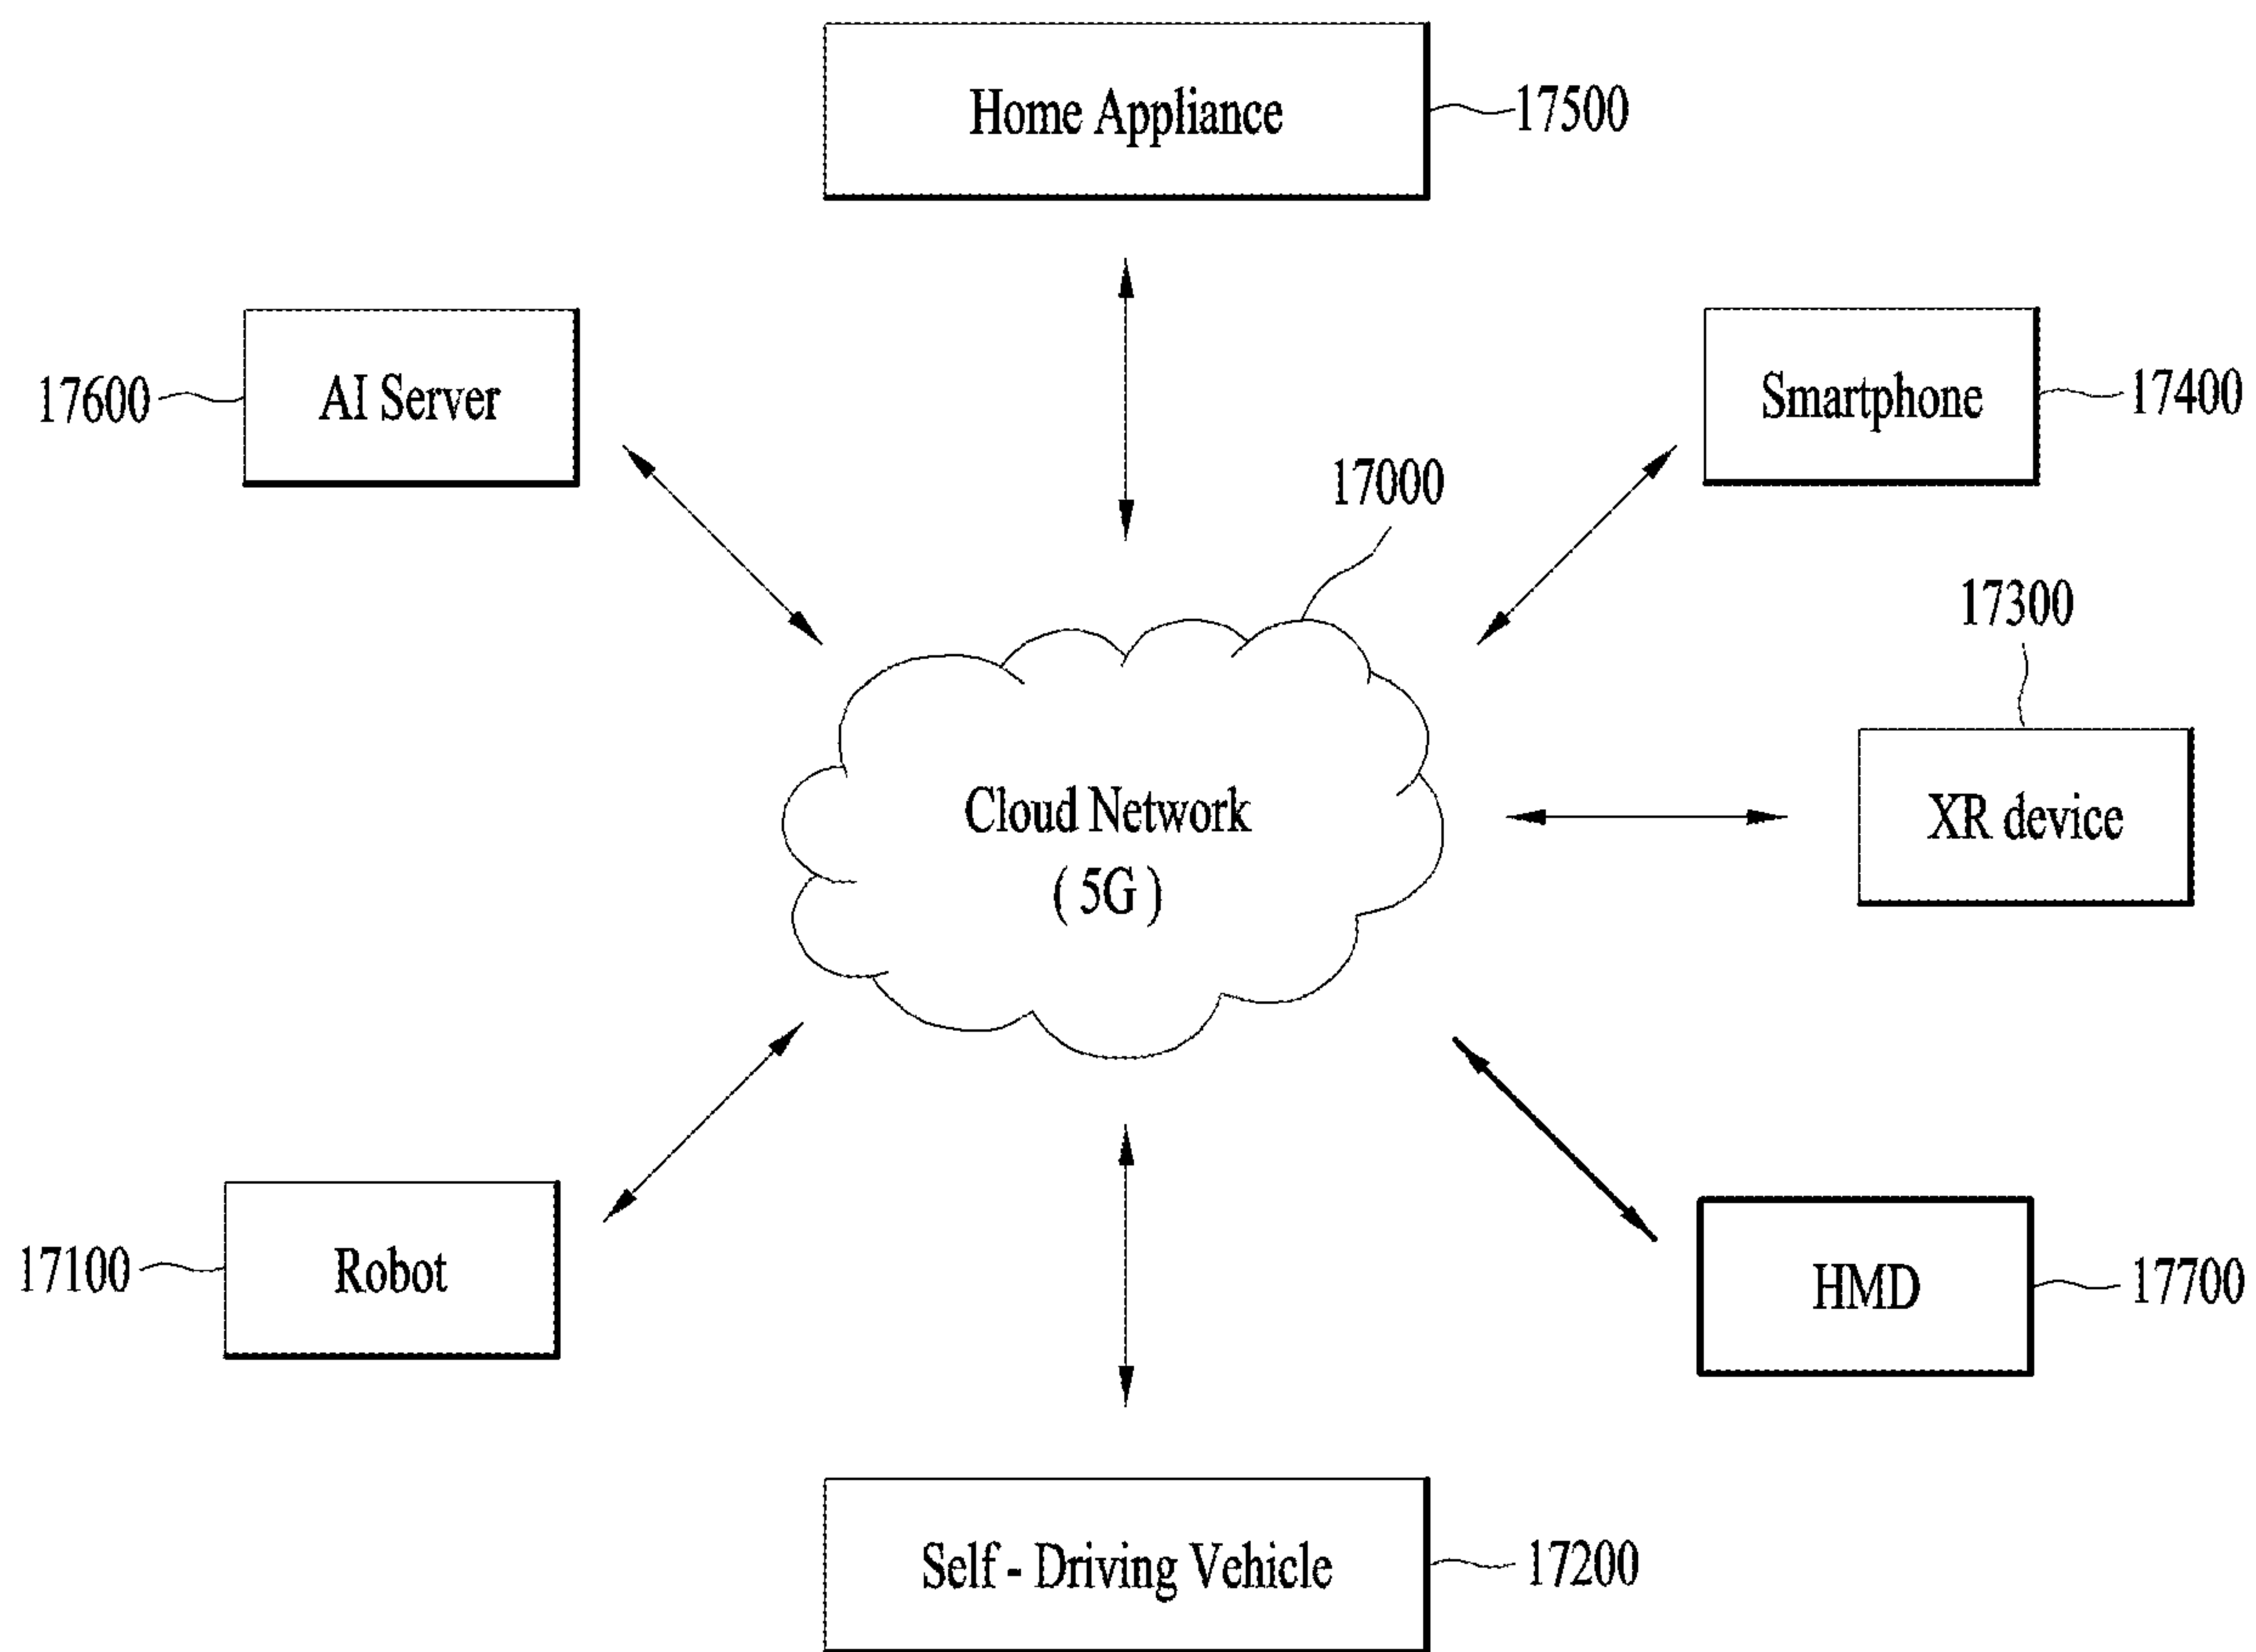 Home Appliance
17500
17600
AI Server
Smartphone
17400
17000
17300
Cloud Network
( 5G )
XR device
17100
Robot
HMD
17700
Self - Driving Vehicle
17200